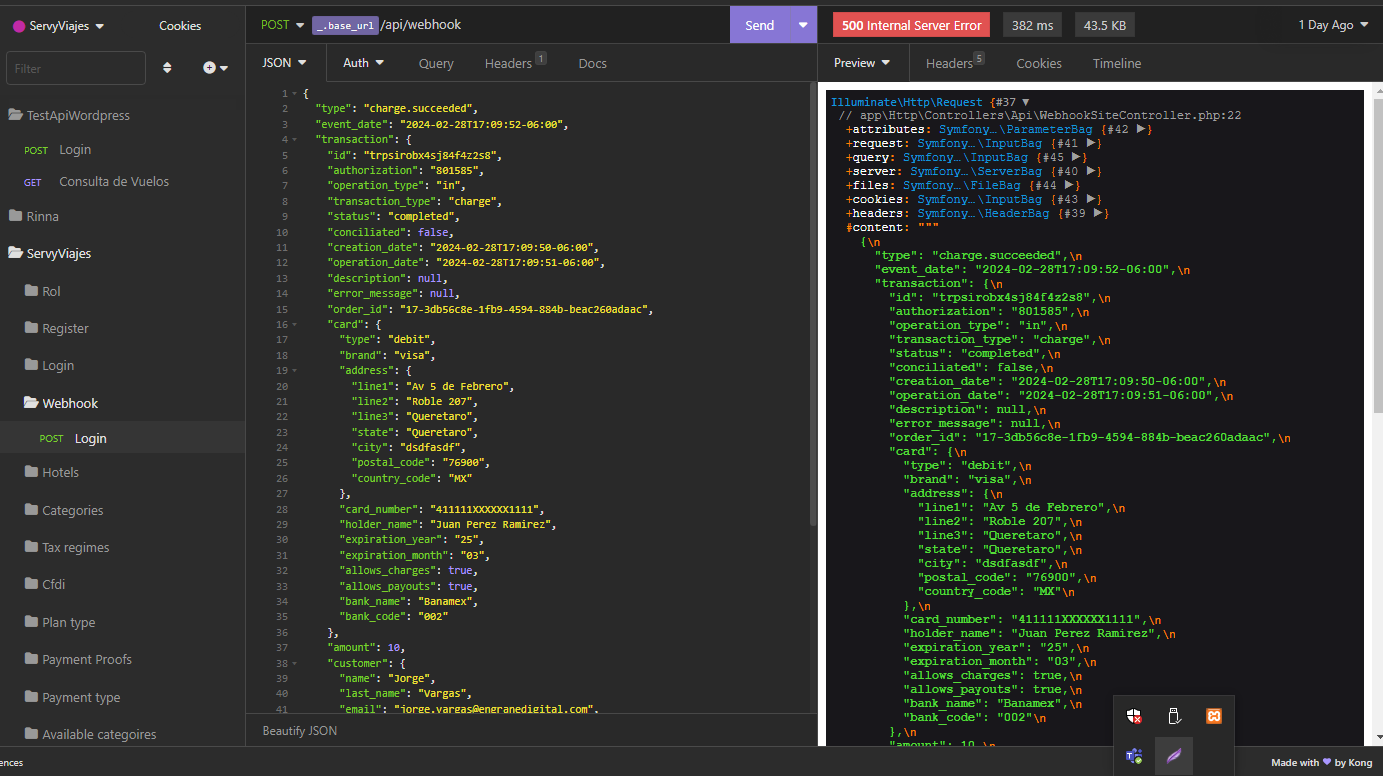 ServyViajes
Cookies
Filter
TestApiWordpress
POST Login
GET Consulta de Vuelos
Rinna
ServyViajes
Rol
Register
Login
Webhook
POST Login
Hotels
Categories
Tax regimes
Cfdi
Plan type
Payment Proofs
Payment type
Available categoires
ences
POST _.base_url /api/webhook
Send
JSON Auth Query Headers 1 Docs
1 {
2 "type": "charge.succeeded",
3 "event_date": "2024-02-28T17:09:52-06:00",
4 "transaction": {
5 "id": "trpsirobx4sj84f4z2s8",
6 "authorization": "801585",
7 "operation_type": "in",
8 "transaction_type": "charge",
9 "status": "completed",
10 "conciliated": false,
11 "creation_date": "2024-02-28T17:09:50-06:00",
12 "operation_date": "2024-02-28T17:09:51-06:00",
13 "description": null,
14 "error_message": null,
15 "order_id": "17-3db56c8e-1fb9-4594-884b-beac260adaac",
16 "card": {
17 "type": "debit",
18 "brand": "visa",
19 "address": {
20 "line1": "Av 5 de Febrero",
21 "line2": "Roble 207",
22 "line3": "Queretaro",
23 "state": "Queretaro",
24 "city": "dsdfasdf",
25 "postal_code": "76900",
26 "country_code": "MX"
27 },
28 "card_number": "411111XXXXXX1111",
29 "holder_name": "Juan Perez Ramirez",
30 "expiration_year": "25",
31 "expiration_month": "03",
32 "allows_charges": true,
33 "allows_payouts": true,
34 "bank_name": "Banamex",
35 "bank_code": "002"
36 },
37 "amount": 10,
38 "customer": {
39 "name": "Jorge",
40 "last_name": "Vargas",
41 "email": "jorge.vargas@engranedigital.com",
Beautify JSON
500 Internal Server Error 382 ms 43.5 KB 1 Day Ago
Preview Headers 5 Cookies Timeline
Illuminate\Http\Request {#37 ▼
// app\Http\Controllers\Api\WebhookSiteController.php:22
+attributes: Symfony…\ParameterBag {#42 ▶}
+request: Symfony…\InputBag {#41 ▶}
+query: Symfony…\InputBag {#45 ▶}
+server: Symfony…\ServerBag {#40 ▶}
+files: Symfony…\FileBag {#44 ▶}
+cookies: Symfony…\InputBag {#43 ▶}
+headers: Symfony…\HeaderBag {#39 ▶}
#content: """
{\n
"type": "charge.succeeded",\n
"event_date": "2024-02-28T17:09:52-06:00",\n
"transaction": {\n
"id": "trpsirobx4sj84f4z2s8",\n
"authorization": "801585",\n
"operation_type": "in",\n
"transaction_type": "charge",\n
"status": "completed",\n
"conciliated": false,\n
"creation_date": "2024-02-28T17:09:50-06:00",\n
"operation_date": "2024-02-28T17:09:51-06:00",\n
"description": null,\n
"error_message": null,\n
"order_id": "17-3db56c8e-1fb9-4594-884b-beac260adaac",\n
"card": {\n
"type": "debit",\n
"brand": "visa",\n
"address": {\n
"line1": "Av 5 de Febrero",\n
"line2": "Roble 207",\n
"line3": "Queretaro",\n
"state": "Queretaro",\n
"city": "dsdfasdf",\n
"postal_code": "76900",\n
"country_code": "MX"\n
},\n
"card_number": "411111XXXXXX1111",\n
"holder_name": "Juan Perez Ramirez",\n
"expiration_year": "25",\n
"expiration_month": "03",\n
"allows_charges": true,\n
"allows_payouts": true,\n
"bank_name": "Banamex",\n
"bank_code": "002"\n
},\n
"amount": 10,\n
Made with by Kong